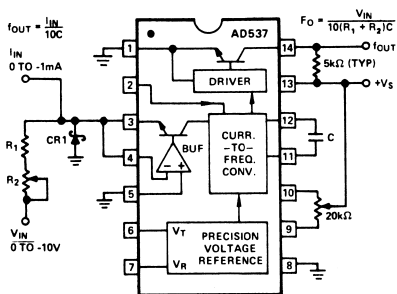 fOUT = IIN / 10C
AD537
FO = VIN / 10(R1 + R2)C
IIN
0 TO -1mA
1
14
fOUT
5kΩ (TYP)
DRIVER
2
13
+VS
3
12
CR1
BUF
CURR.
-TO-
FREQ.
CONV.
C
R1
4
11
− +
R2
5
10
20kΩ
VIN
0 TO -10V
6
VT
PRECISION
VOLTAGE
REFERENCE
9
7
VR
8